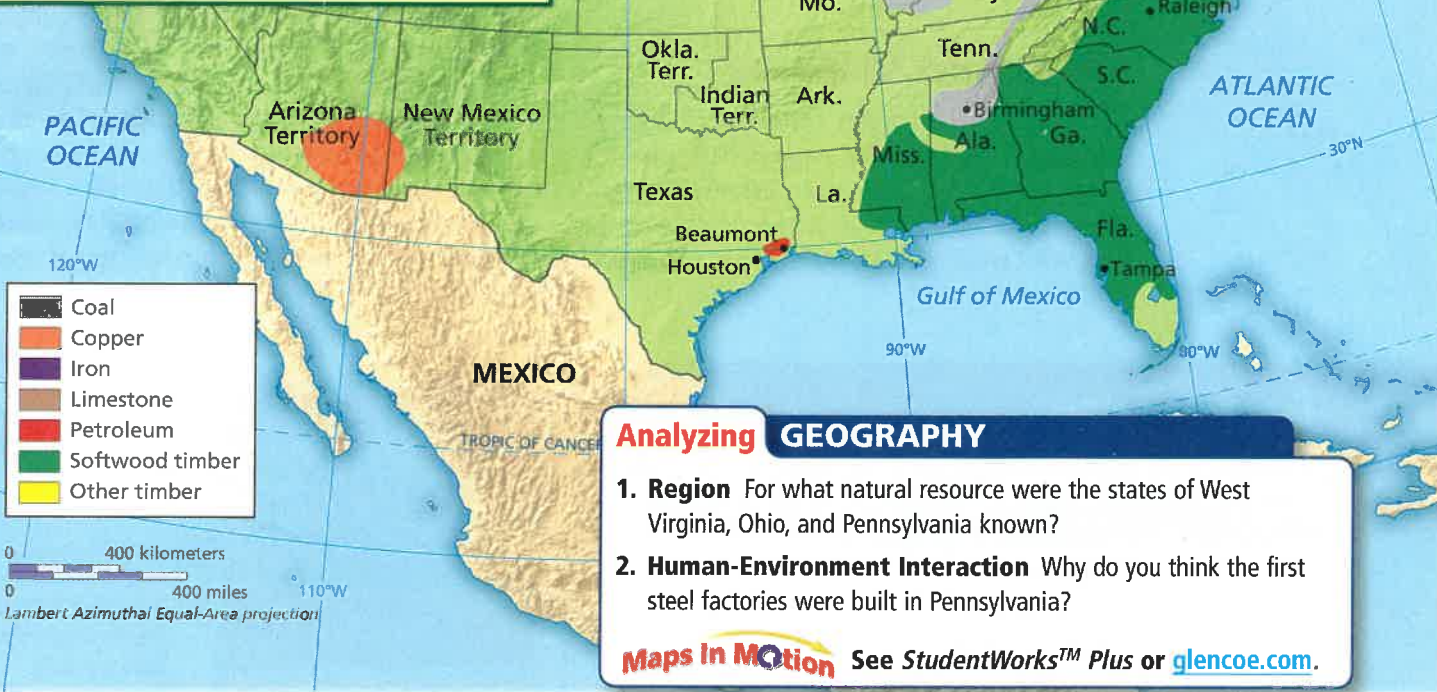 Mo.
Raleigh
N.C.
Okla.
Terr.
Tenn.
S.C.
ATLANTIC
OCEAN
Indian
Terr.
Ark.
Arizona
Territory
New Mexico
Territory
Birmingham
PACIFIC
OCEAN
Ala.
Ga.
30°N
Miss.
Texas
La.
Beaumont
Houston
Fla.
Tampa
120°W
Gulf of Mexico
90°W
80°W
Coal
Copper
Iron
Limestone
Petroleum
Softwood timber
Other timber
MEXICO
TROPIC OF CANCER
0 400 kilometers
0 400 miles
110°W
Lambert Azimuthal Equal-Area projection
Analyzing GEOGRAPHY
1. Region For what natural resource were the states of West
Virginia, Ohio, and Pennsylvania known?
2. Human-Environment Interaction Why do you think the first
steel factories were built in Pennsylvania?
Maps In Motion See StudentWorks™ Plus or glencoe.com.